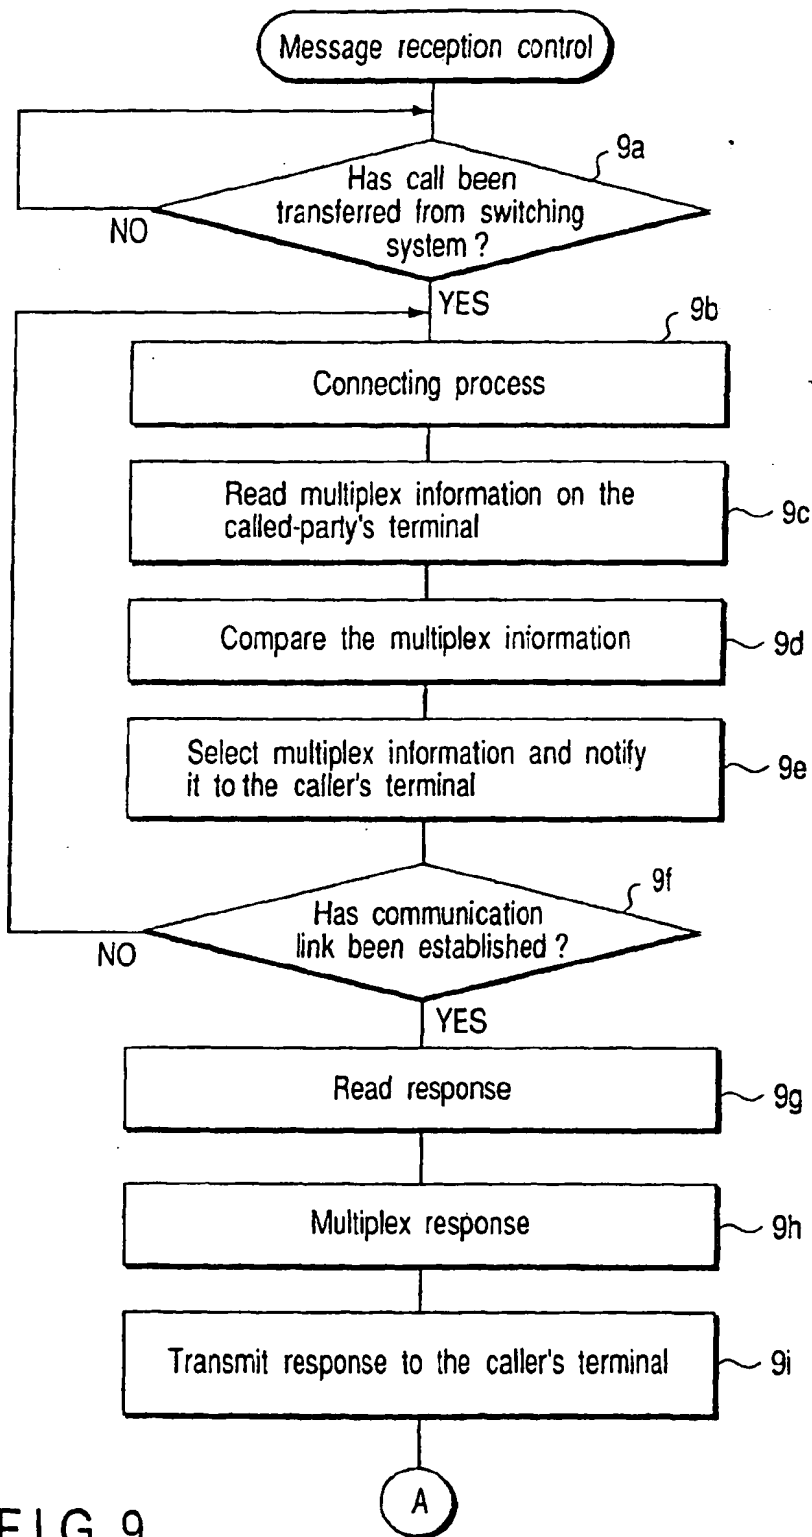 Message reception control
9a
Has call been
transferred from switching
system ?
NO
YES
9b
Connecting process
Read multiplex information on the
called-party's terminal
9c
Compare the multiplex information
9d
Select multiplex information and notify
it to the caller's terminal
9e
9f
Has communication
link been established ?
NO
YES
Read response
9g
Multiplex response
9h
Transmit response to the caller's terminal
9i
A
FIG. 9